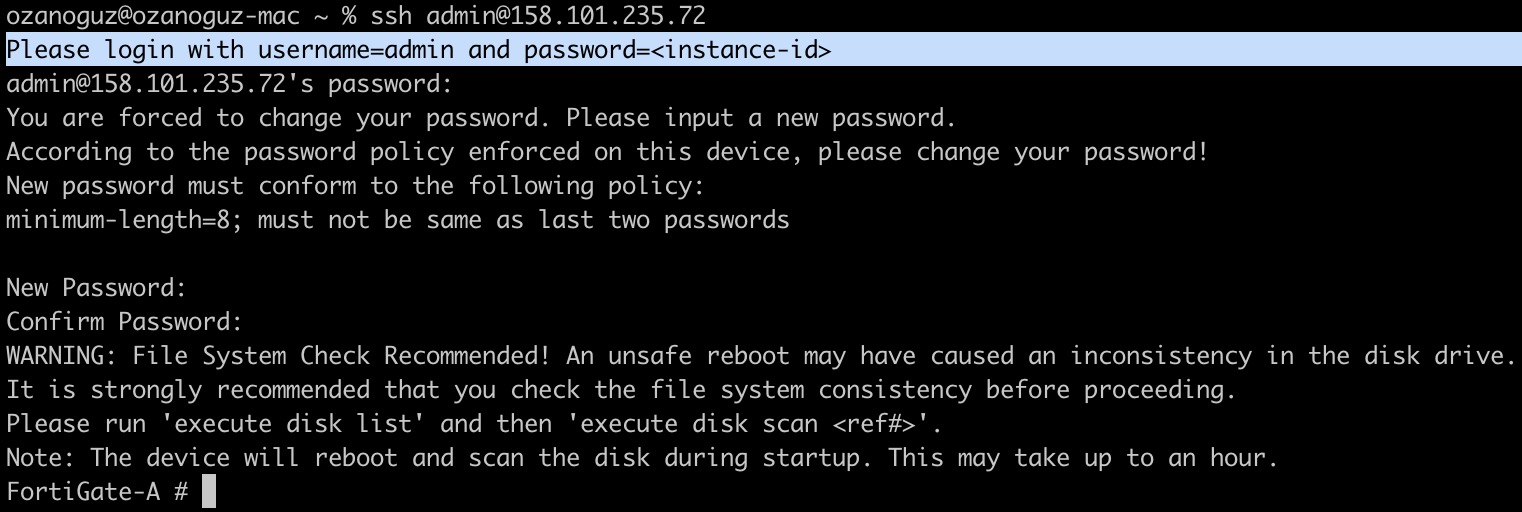 ozanoguz@ozanoguz-mac ~ % ssh admin@158.101.235.72
Please login with username=admin and password=<instance-id>
admin@158.101.235.72's password:
You are forced to change your password. Please input a new password.
According to the password policy enforced on this device, please change your password!
New password must conform to the following policy:
minimum-length=8; must not be same as last two passwords

New Password:
Confirm Password:
WARNING: File System Check Recommended! An unsafe reboot may have caused an inconsistency in the disk drive.
It is strongly recommended that you check the file system consistency before proceeding.
Please run 'execute disk list' and then 'execute disk scan <ref#>'.
Note: The device will reboot and scan the disk during startup. This may take up to an hour.
FortiGate-A #